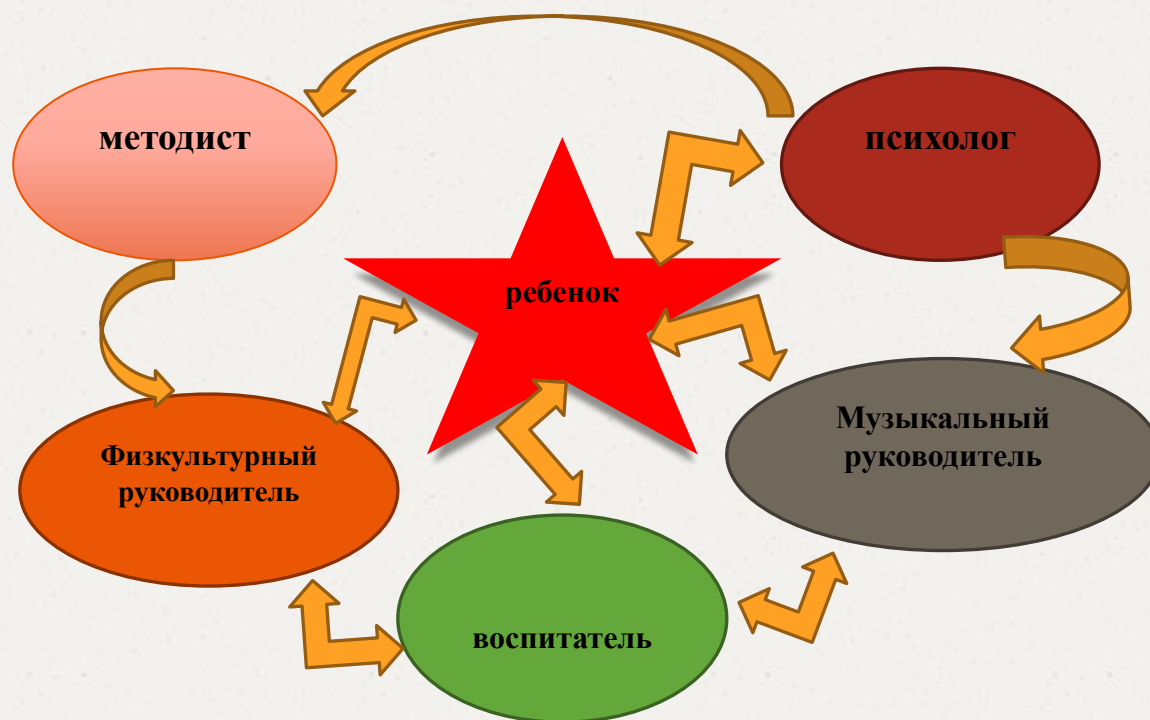 методист
психолог
ребенок
Музыкальный
руководитель
Физкультурный
руководитель
воспитатель